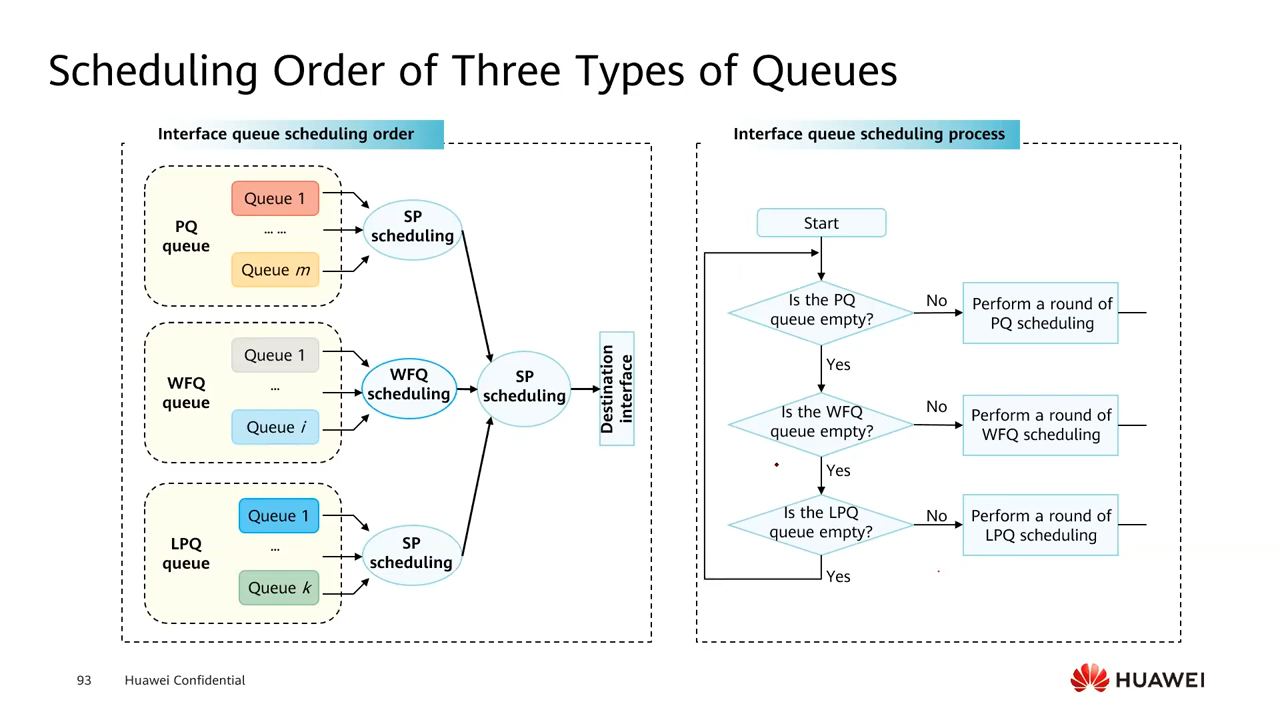 Scheduling Order of Three Types of Queues
Interface queue scheduling order
PQ
queue
Queue 1
... ...
Queue m
SP
scheduling
WFQ
queue
Queue 1
...
Queue i
WFQ
scheduling
LPQ
queue
Queue 1
...
Queue k
SP
scheduling
SP
scheduling
Destination
interface
Interface queue scheduling process
Start
Is the PQ
queue empty?
No
Perform a round of
PQ scheduling
Yes
Is the WFQ
queue empty?
No
Perform a round of
WFQ scheduling
Yes
Is the LPQ
queue empty?
No
Perform a round of
LPQ scheduling
Yes
93
Huawei Confidential
HUAWEI